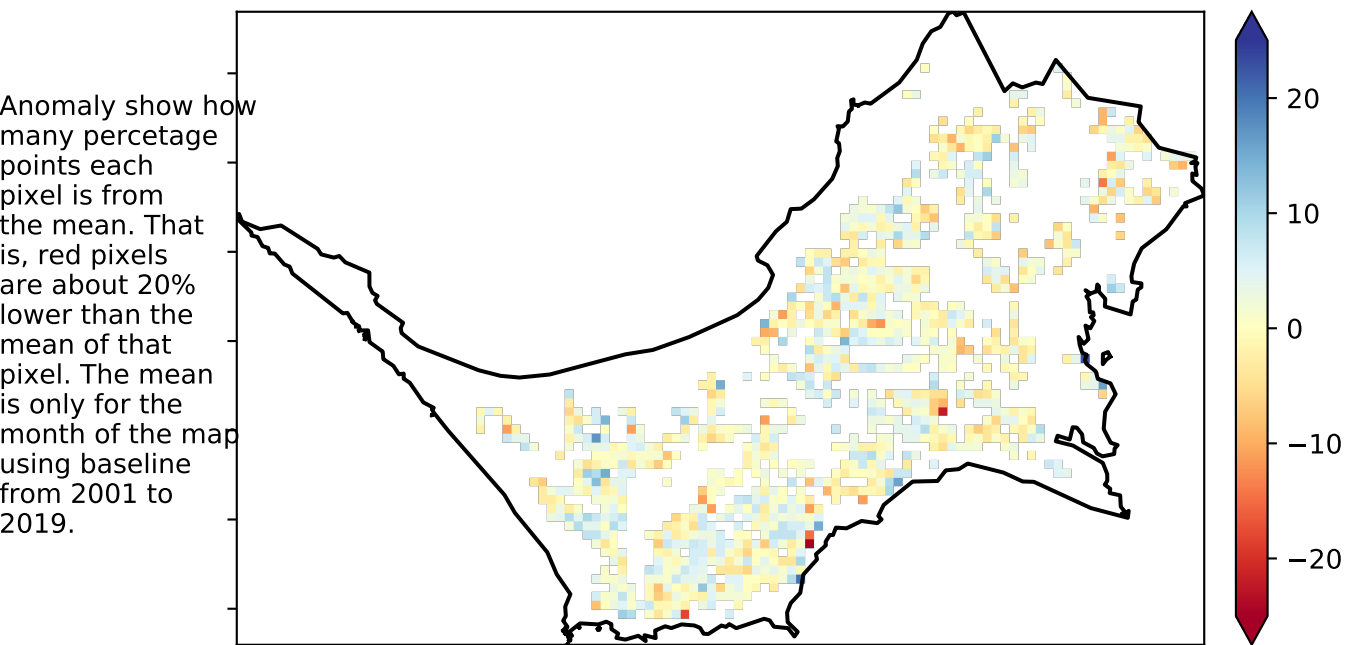 Anomaly show how
many percetage
points each
pixel is from
the mean. That
is, red pixels
are about 20%
lower than the
mean of that
pixel. The mean
is only for the
month of the map
using baseline
from 2001 to
2019.
20
10
0
−10
−20